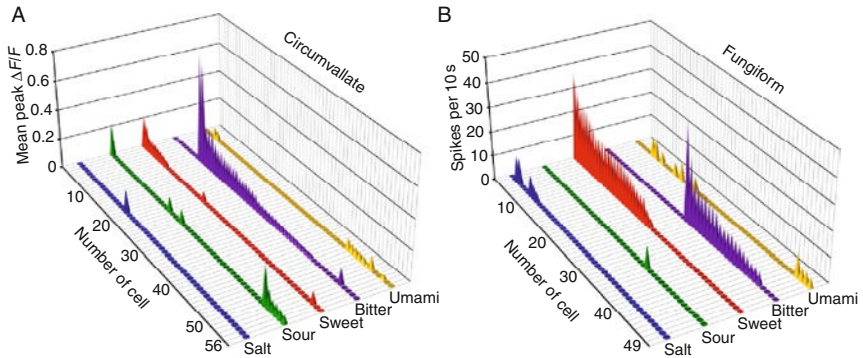 A
Mean peak ΔF/F
0.8
0.6
0.4
0.2
0
Circumvallate
10
20
30
40
50
56
Number of cell
Salt
Sour
Sweet
Bitter
Umami
B
Spikes per 10 s
50
40
30
20
10
0
Fungiform
10
20
30
40
49
Number of cell
Salt
Sour
Sweet
Bitter
Umami